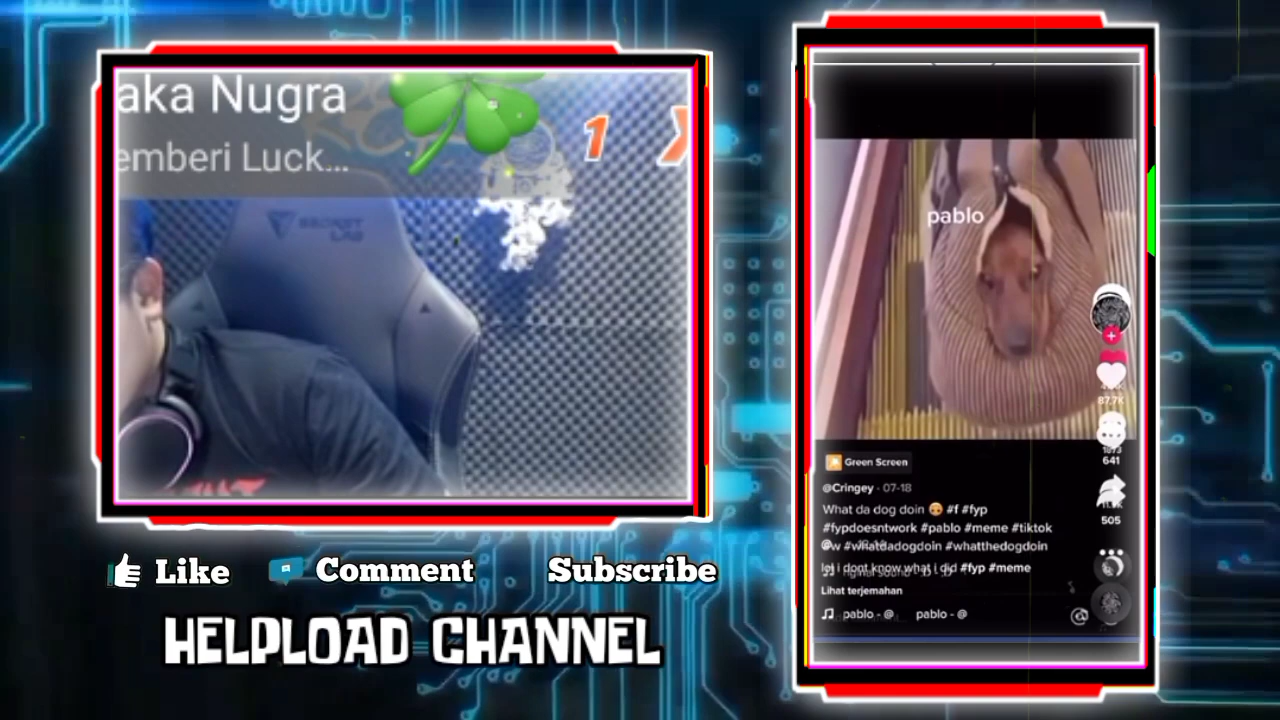 aka Nugra
emberi Luck...
1 X
SECRET
LAB
Like
Comment
Subscribe
HELPLOAD CHANNEL
pablo
87.7K
641
505
Green Screen
@Cringey · 07-18
What da dog doin 😳 #f #fyp
#fypdoesntwork #pablo #meme #tiktok
#whatdadogdoin #whatthedogdoin
lol i dont know what i did #fyp #meme
Lihat terjemahan
pablo - @ pablo - @